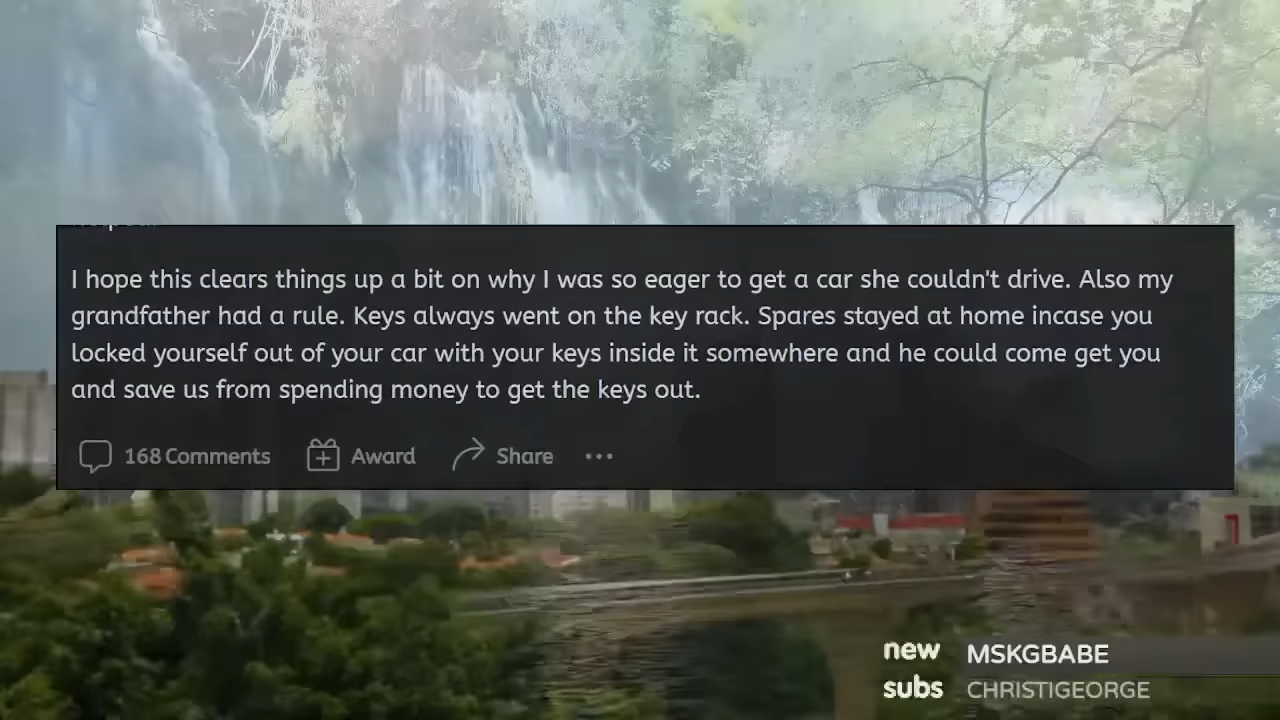 I hope this clears things up a bit on why I was so eager to get a car she couldn't drive. Also my
grandfather had a rule. Keys always went on the key rack. Spares stayed at home incase you
locked yourself out of your car with your keys inside it somewhere and he could come get you
and save us from spending money to get the keys out.
168 Comments Award Share
new MSKGBABE
subs CHRISTIGEORGE